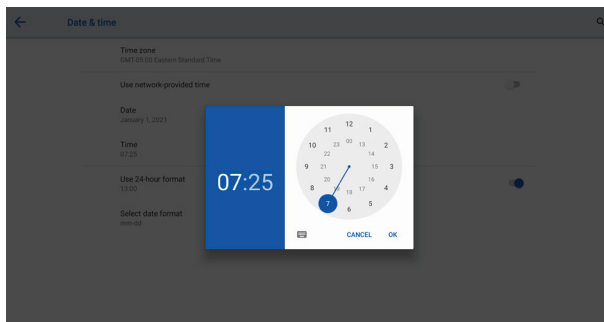 Date & time
Time zone
GMT-05:00 Eastern Standard Time
Use network-provided time
Date
January 1, 2021
Time
07:25
Use 24-hour format
13:00
Select date format
mm-dd
07:25
12
11 1
00
10 23 13 2
22 14
9 21 15 3
20 16
8 19 17 4
18
7 5
6
CANCEL OK